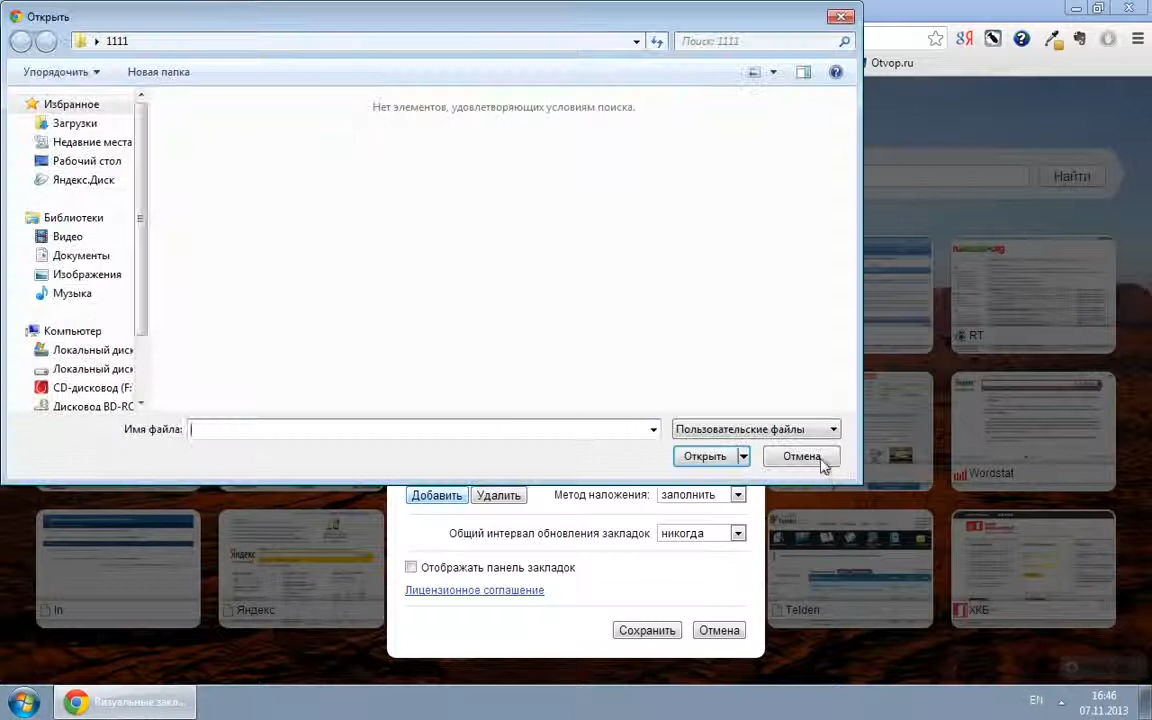 Открыть
1111
Поиск: 1111
Упорядочить
Новая папка
Otvop.ru
Избранное
Нет элементов, удовлетворяющих условиям поиска.
Загрузки
Недавние места
Рабочий стол
Яндекс.Диск
Найти
Библиотеки
Видео
Документы
Изображения
Музыка
Компьютер
RT
Локальный диск
Локальный диск
CD-дисковод (F:
Дисковод BD-RO
Имя файла:
Пользовательские файлы
Открыть
Отмена
Wordstat
Добавить
Удалить
Метод наложения:
заполнить
Общий интервал обновления закладок
никогда
Отображать панель закладок
Лицензионное соглашение
In
Яндекс
Telden
ХКЕ
Сохранить
Отмена
Визуальные закл...
EN
16:46
07.11.2013